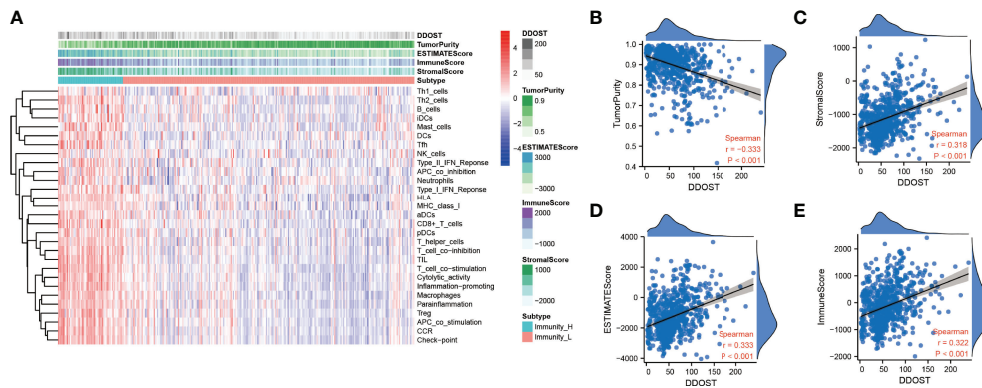 A
DDOST
TumorPurity
ESTIMATEScore
ImmuneScore
StromalScore
Subtype
Th1_cells
Th2_cells
B_cells
iDCs
Mast_cells
DCs
Tfh
NK_cells
Type_II_IFN_Reponse
APC_co_inhibition
Neutrophils
Type_I_IFN_Reponse
HLA
MHC_class_I
aDCs
CD8+_T_cells
pDCs
T_helper_cells
T_cell_co-inhibition
TIL
T_cell_co-stimulation
Cytolytic_activity
Inflammation-promoting
Macrophages
Parainflammation
Treg
APC_co_stimulation
CCR
Check-point
4
2
0
−2
−4
DDOST
200
50
TumorPurity
0.9
0.5
ESTIMATEScore
3000
−3000
ImmuneScore
2000
−1000
StromalScore
1000
−2000
Subtype
Immunity_H
Immunity_L
B
1.0
0.9
0.8
0.7
0.6
0.5
0.4
TumorPurity
Spearman
r = −0.333
P < 0.001
0 50 100 150 200
DDOST
C
1000
0
−1000
−2000
StromalScore
Spearman
r = 0.318
P < 0.001
0 50 100 150 200
DDOST
D
4000
2000
0
−2000
−4000
ESTIMATEScore
Spearman
r = 0.333
P < 0.001
0 50 100 150 200
DDOST
E
2000
1000
0
−1000
−2000
ImmuneScore
Spearman
r = 0.322
P < 0.001
0 50 100 150 200
DDOST